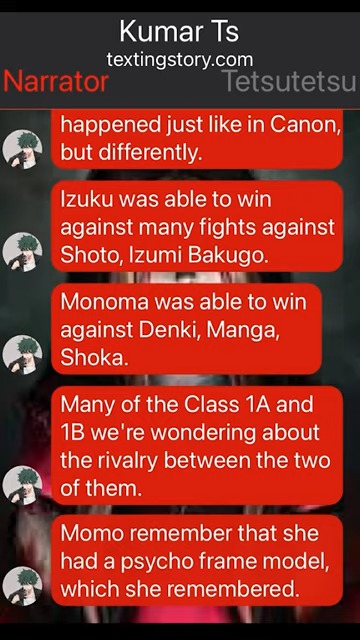 Kumar Ts
textingstory.com
Narrator Tetsutetsu
happened just like in Canon,
but differently.
Izuku was able to win
against many fights against
Shoto, Izumi Bakugo.
Monoma was able to win
against Denki, Manga,
Shoka.
Many of the Class 1A and
1B we're wondering about
the rivalry between the two
of them.
Momo remember that she
had a psycho frame model,
which she remembered.